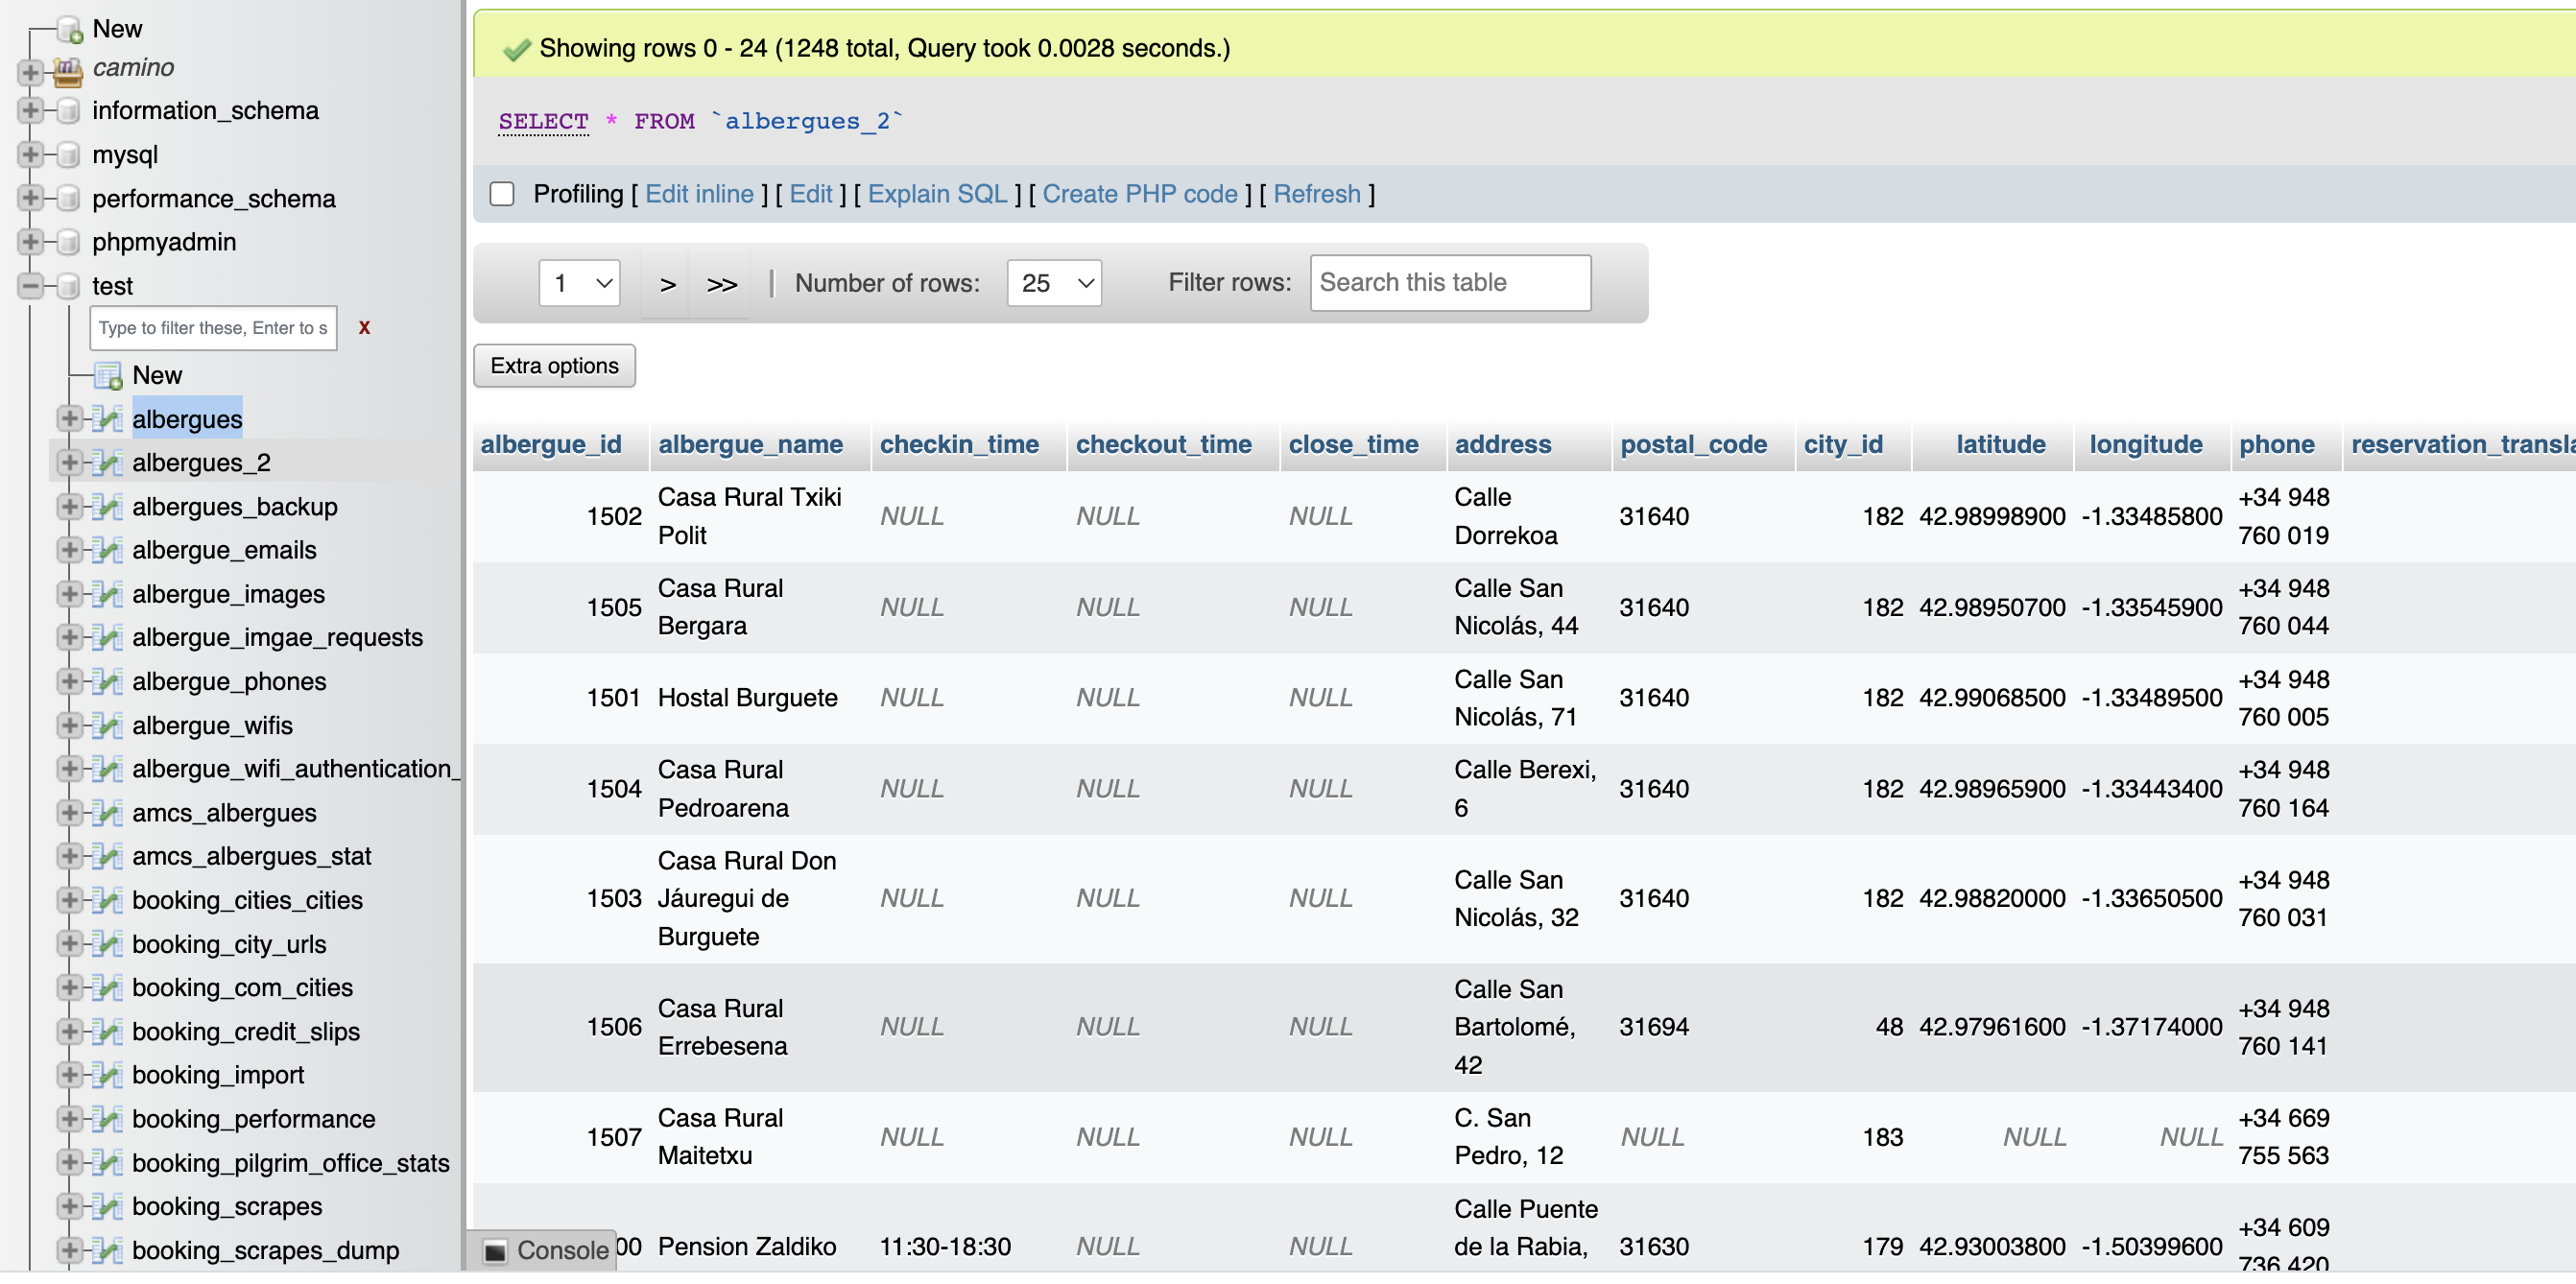 New
camino
information_schema
mysql
performance_schema
phpmyadmin
test
Type to filter these, Enter to s X
New
albergues
albergues_2
albergues_backup
albergue_emails
albergue_images
albergue_imgae_requests
albergue_phones
albergue_wifis
albergue_wifi_authentication_
amcs_albergues
amcs_albergues_stat
booking_cities_cities
booking_city_urls
booking_com_cities
booking_credit_slips
booking_import
booking_performance
booking_pilgrim_office_stats
booking_scrapes
booking_scrapes_dump
Showing rows 0 - 24 (1248 total, Query took 0.0028 seconds.)
SELECT * FROM `albergues_2`
Profiling [ Edit inline ] [ Edit ] [ Explain SQL ] [ Create PHP code ] [ Refresh ]
1 > >> | Number of rows: 25 Filter rows: Search this table
Extra options
albergue_id albergue_name checkin_time checkout_time close_time address postal_code city_id latitude longitude phone reservation_transla
1502 Casa Rural Txiki Polit NULL NULL NULL Calle Dorrekoa 31640 182 42.98998900 -1.33485800 +34 948 760 019
1505 Casa Rural Bergara NULL NULL NULL Calle San Nicolás, 44 31640 182 42.98950700 -1.33545900 +34 948 760 044
1501 Hostal Burguete NULL NULL NULL Calle San Nicolás, 71 31640 182 42.99068500 -1.33489500 +34 948 760 005
1504 Casa Rural Pedroarena NULL NULL NULL Calle Berexi, 6 31640 182 42.98965900 -1.33443400 +34 948 760 164
1503 Casa Rural Don Jáuregui de Burguete NULL NULL NULL Calle San Nicolás, 32 31640 182 42.98820000 -1.33650500 +34 948 760 031
1506 Casa Rural Errebesena NULL NULL NULL Calle San Bartolomé, 42 31694 48 42.97961600 -1.37174000 +34 948 760 141
1507 Casa Rural Maitetxu NULL NULL NULL C. San Pedro, 12 NULL 183 NULL NULL +34 669 755 563
00 Pension Zaldiko 11:30-18:30 NULL NULL Calle Puente de la Rabia, 31630 179 42.93003800 -1.50399600 +34 609 736 420
Console